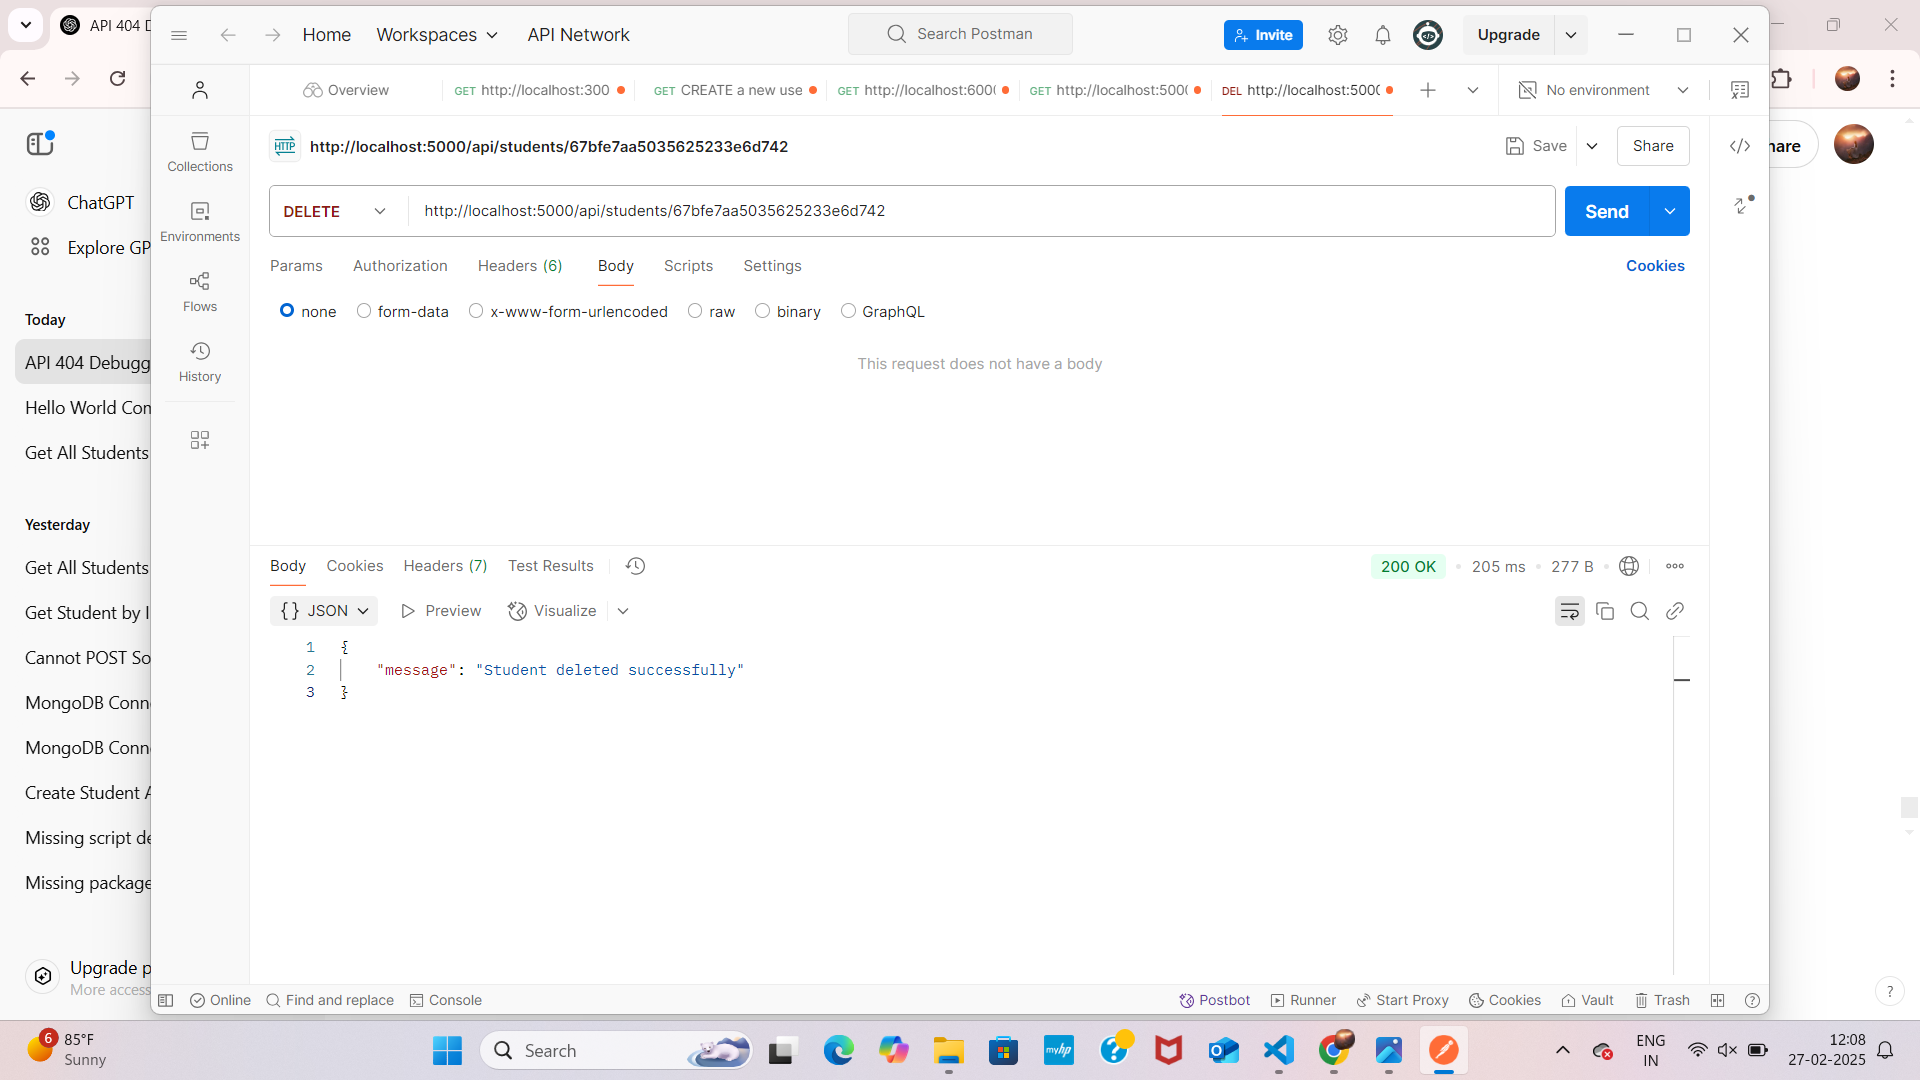 API 404 D
Home
Workspaces
API Network
Search Postman
Invite
Upgrade
Overview
GET http://localhost:300
GET CREATE a new use
GET http://localhost:600
GET http://localhost:500
DEL http://localhost:500
No environment
HTTP
http://localhost:5000/api/students/67bfe7aa5035625233e6d742
Save
Share
hare
Collections
Environments
Flows
History
DELETE
http://localhost:5000/api/students/67bfe7aa5035625233e6d742
Send
Params
Authorization
Headers (6)
Body
Scripts
Settings
Cookies
none
form-data
x-www-form-urlencoded
raw
binary
GraphQL
This request does not have a body
ChatGPT
Explore GP
Today
API 404 Debugg
Hello World Con
Get All Students
Yesterday
Get All Students
Get Student by I
Cannot POST So
MongoDB Conn
MongoDB Conn
Create Student A
Missing script de
Missing package
Upgrade p
More access
Body
Cookies
Headers (7)
Test Results
200 OK
205 ms
277 B
{} JSON
Preview
Visualize
1 {
2 "message": "Student deleted successfully"
3 }
Online
Find and replace
Console
Postbot
Runner
Start Proxy
Cookies
Vault
Trash
?
?
6
85°F
Sunny
Search
myhp
ENG
IN
12:08
27-02-2025